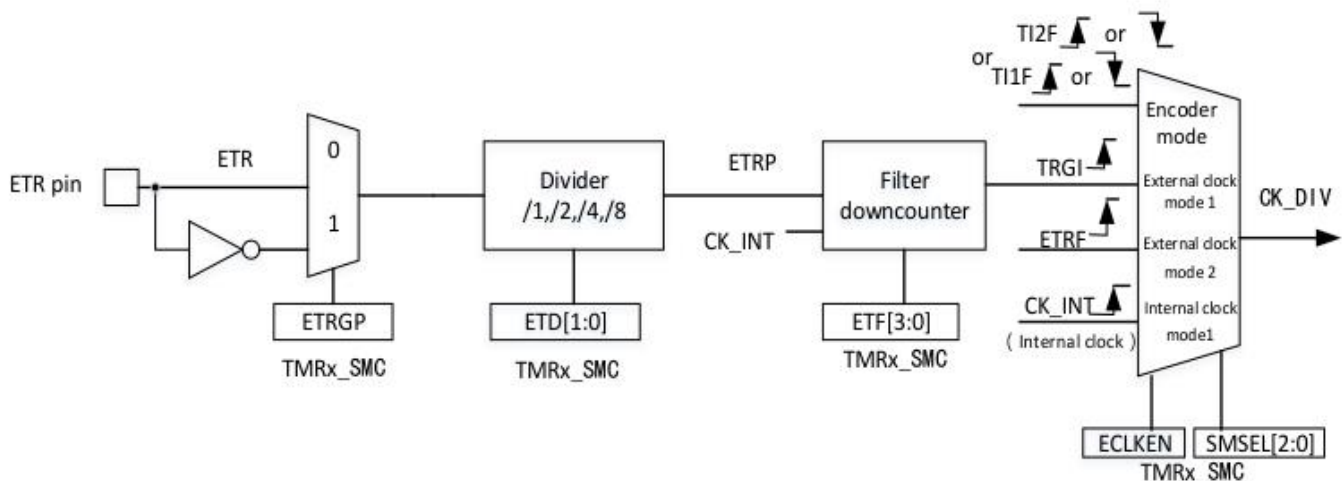 TI2F or
or
TI1F or
Encoder
mode
ETR
0
ETR pin
Divider
/1,/2,/4,/8
ETRP
Filter
downcounter
TRGI
External clock
mode 1
CK_DIV
1
CK_INT
ETRF
External clock
mode 2
CK_INT
( Internal clock )
Internal clock
mode1
ETRGP
ETD[1:0]
ETF[3:0]
TMRx_SMC
TMRx_SMC
TMRx_SMC
ECLKEN
SMSEL[2:0]
TMRx_SMC